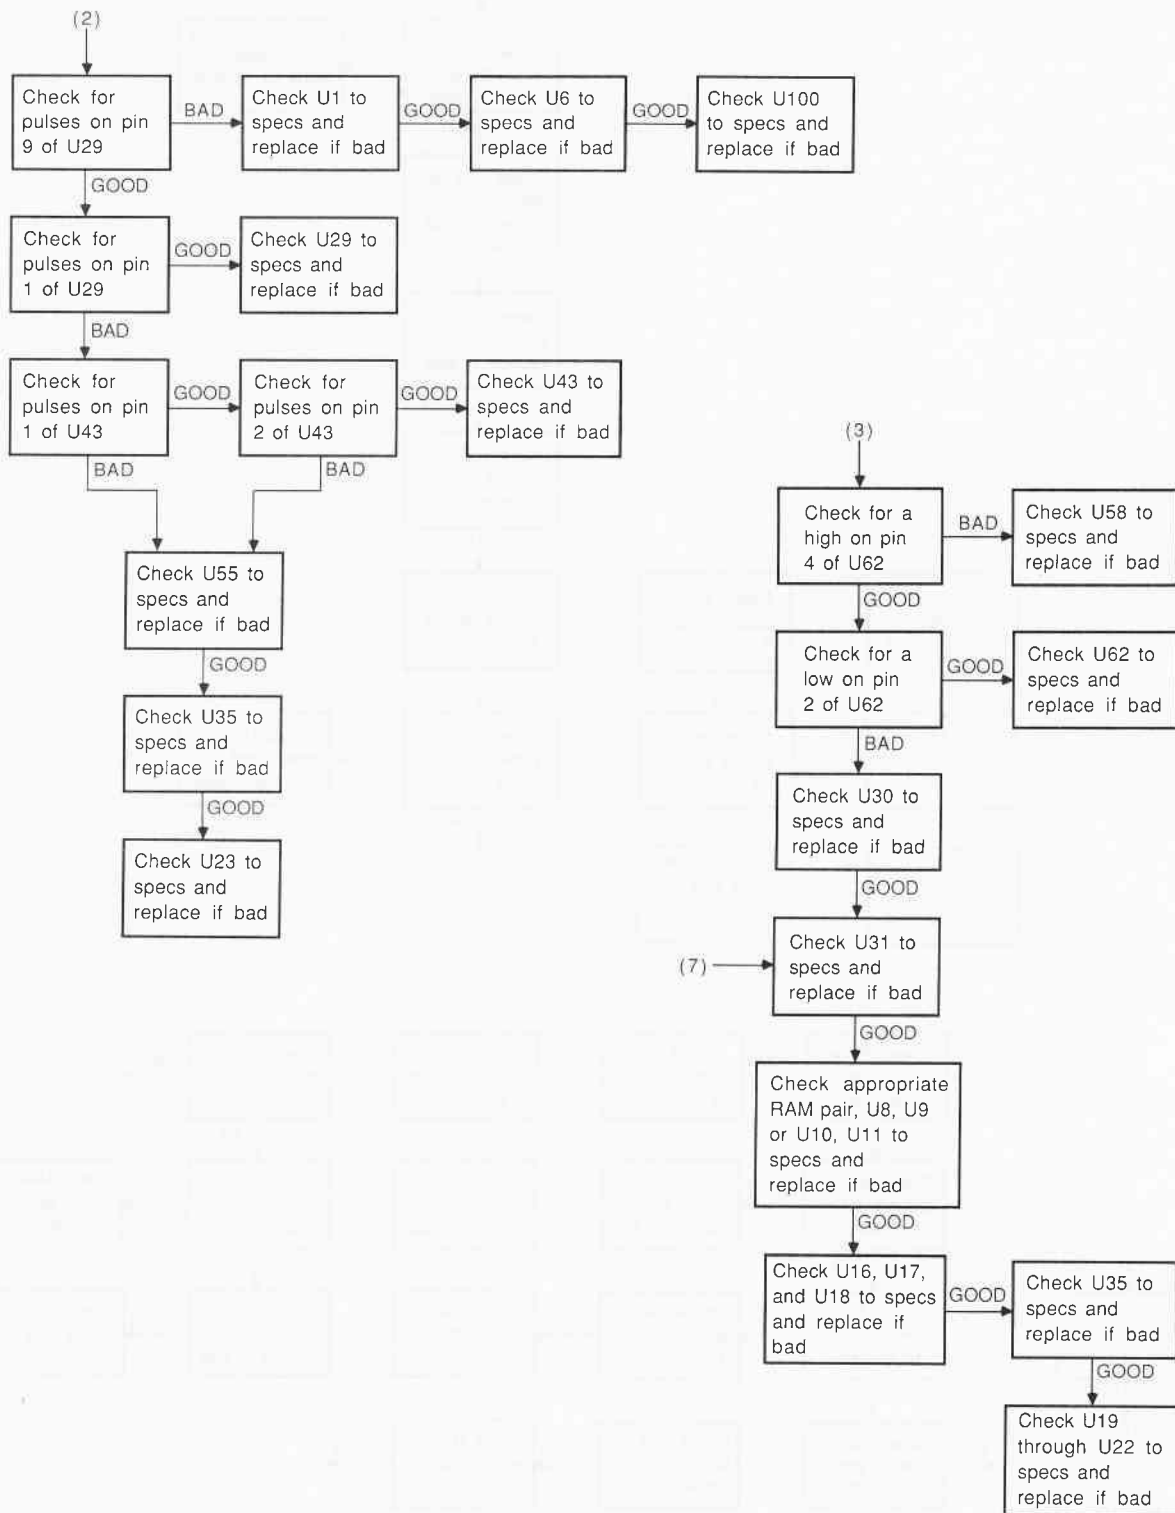 (2)
Check for
pulses on pin
9 of U29
BAD
Check U1 to
specs and
replace if bad
GOOD
Check U6 to
specs and
replace if bad
GOOD
Check U100
to specs and
replace if bad
GOOD
Check for
pulses on pin
1 of U29
GOOD
Check U29 to
specs and
replace if bad
BAD
Check for
pulses on pin
1 of U43
GOOD
Check for
pulses on pin
2 of U43
GOOD
Check U43 to
specs and
replace if bad
BAD
BAD
Check U55 to
specs and
replace if bad
GOOD
Check U35 to
specs and
replace if bad
GOOD
Check U23 to
specs and
replace if bad
(3)
Check for a
high on pin
4 of U62
BAD
Check U58 to
specs and
replace if bad
GOOD
Check for a
low on pin
2 of U62
GOOD
Check U62 to
specs and
replace if bad
BAD
Check U30 to
specs and
replace if bad
GOOD
(7)
Check U31 to
specs and
replace if bad
GOOD
Check appropriate
RAM pair, U8, U9
or U10, U11 to
specs and
replace if bad
GOOD
Check U16, U17,
and U18 to specs
and replace if
bad
GOOD
Check U35 to
specs and
replace if bad
GOOD
Check U19
through U22 to
specs and
replace if bad